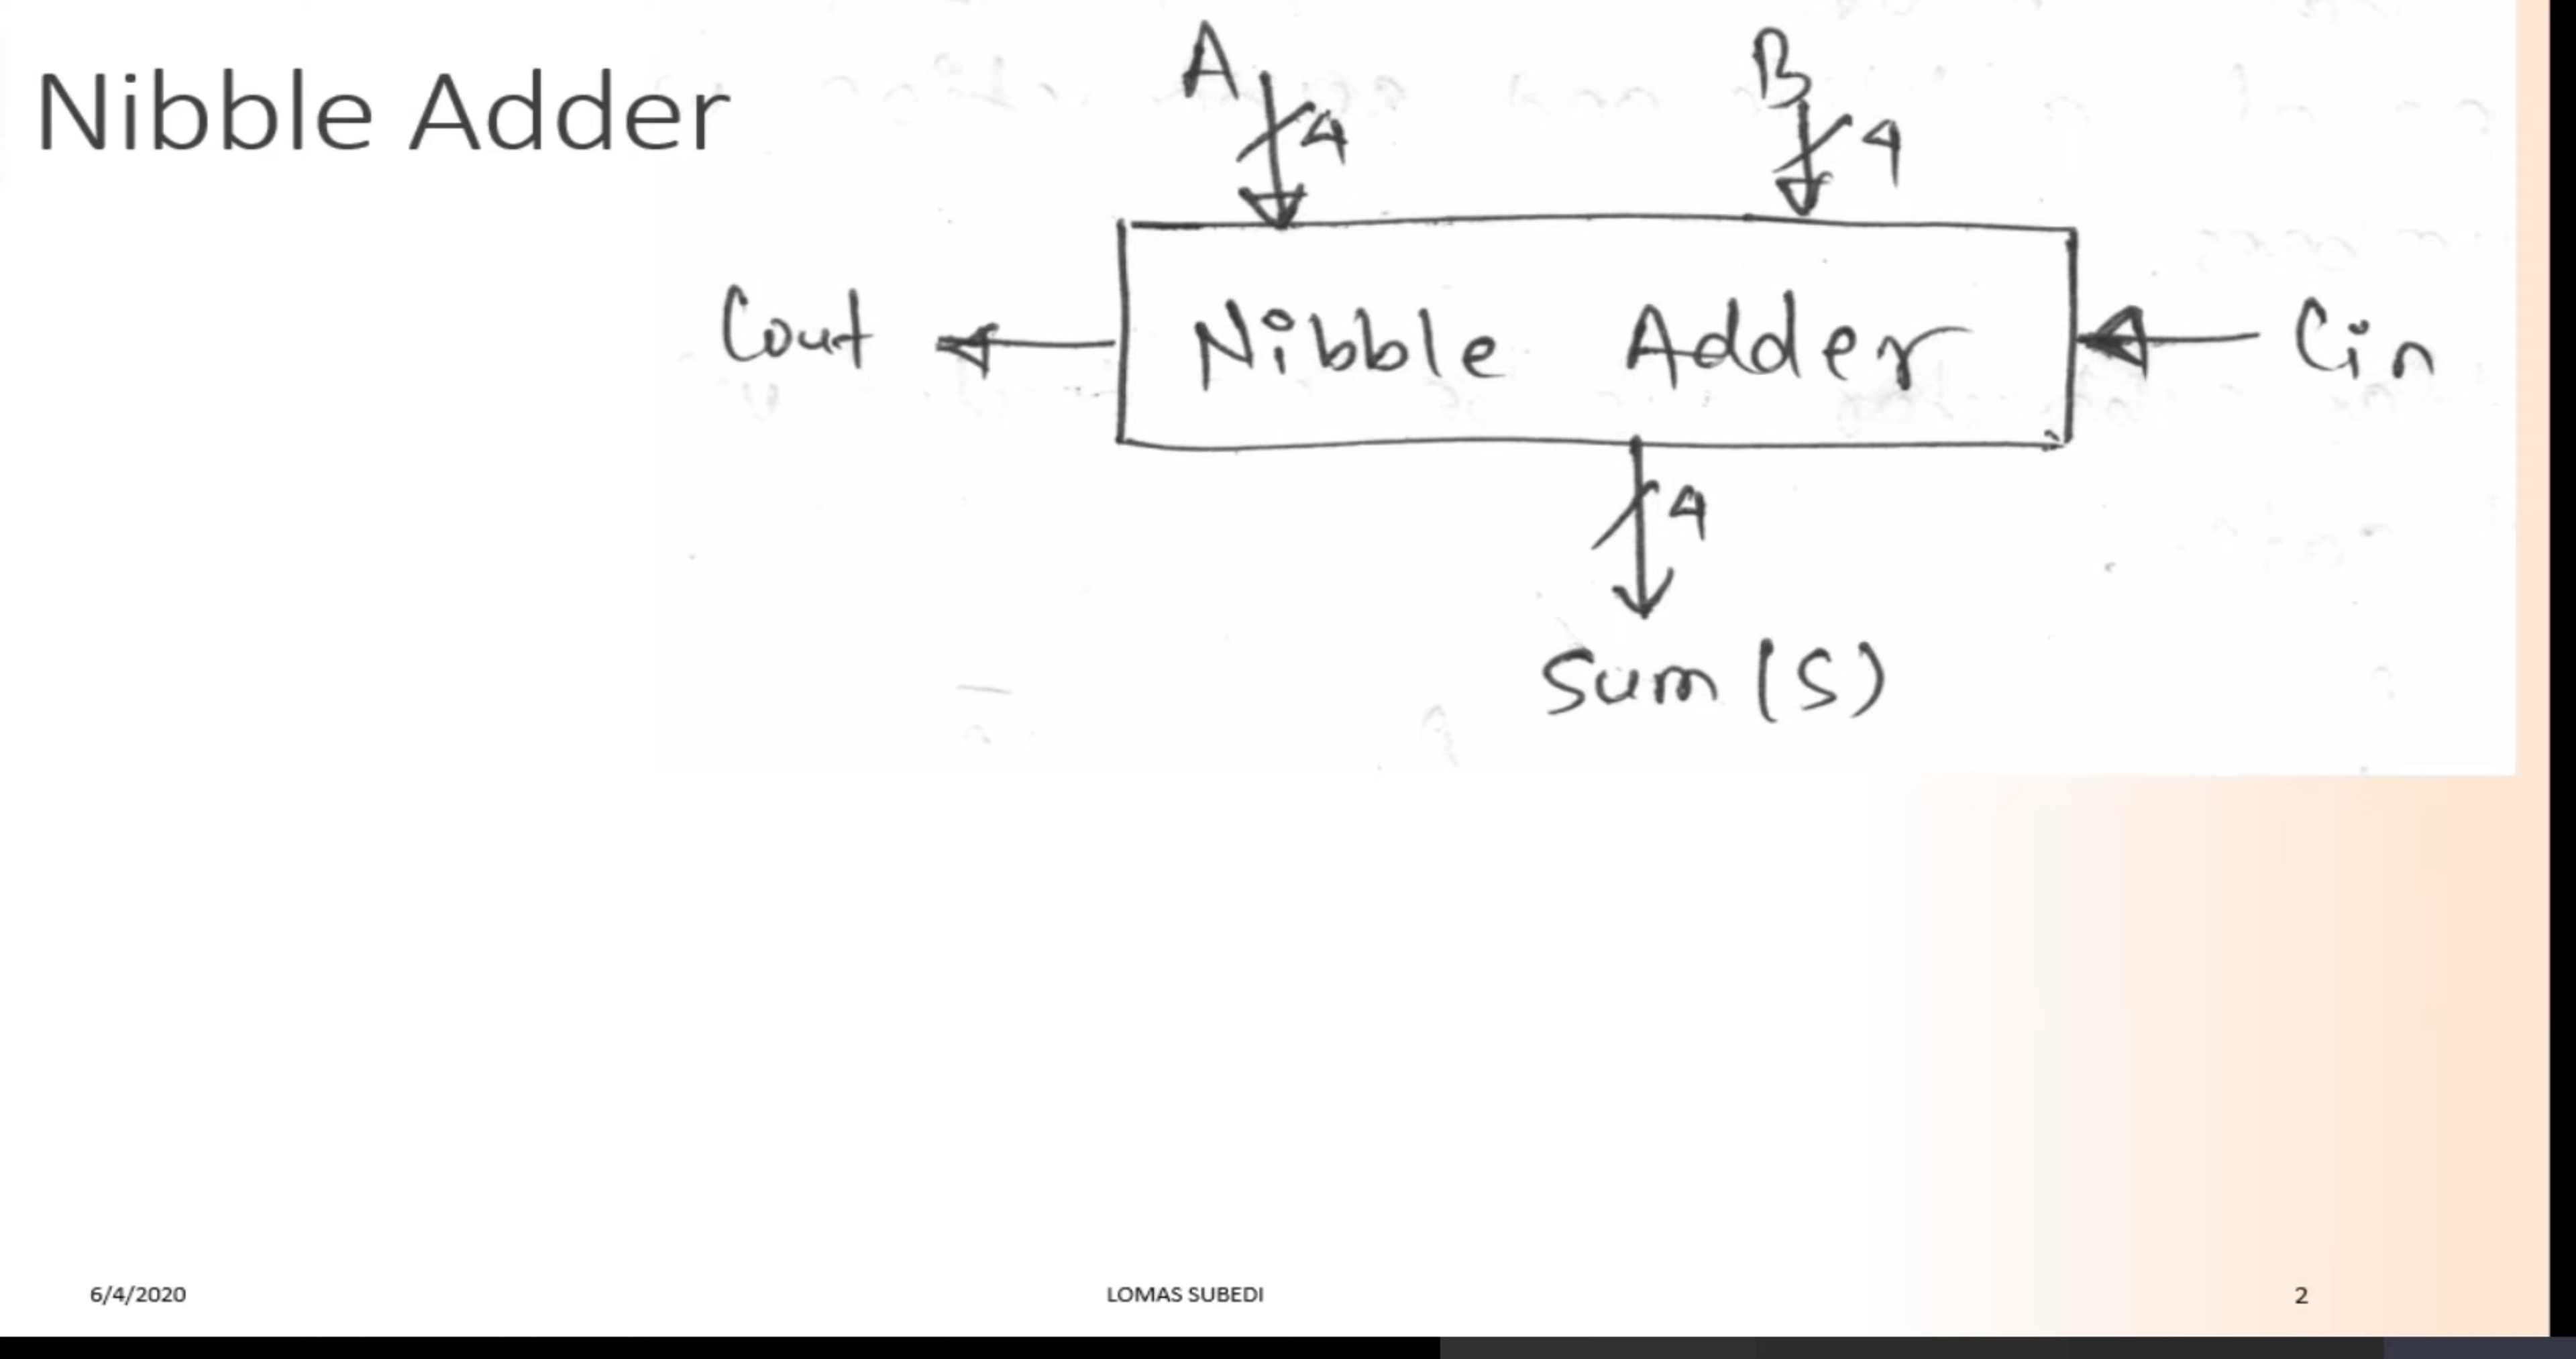 Nibble Adder
A B
4 4
Cout Nibble Adder Cin
4
Sum (S)
6/4/2020 LOMAS SUBEDI 2